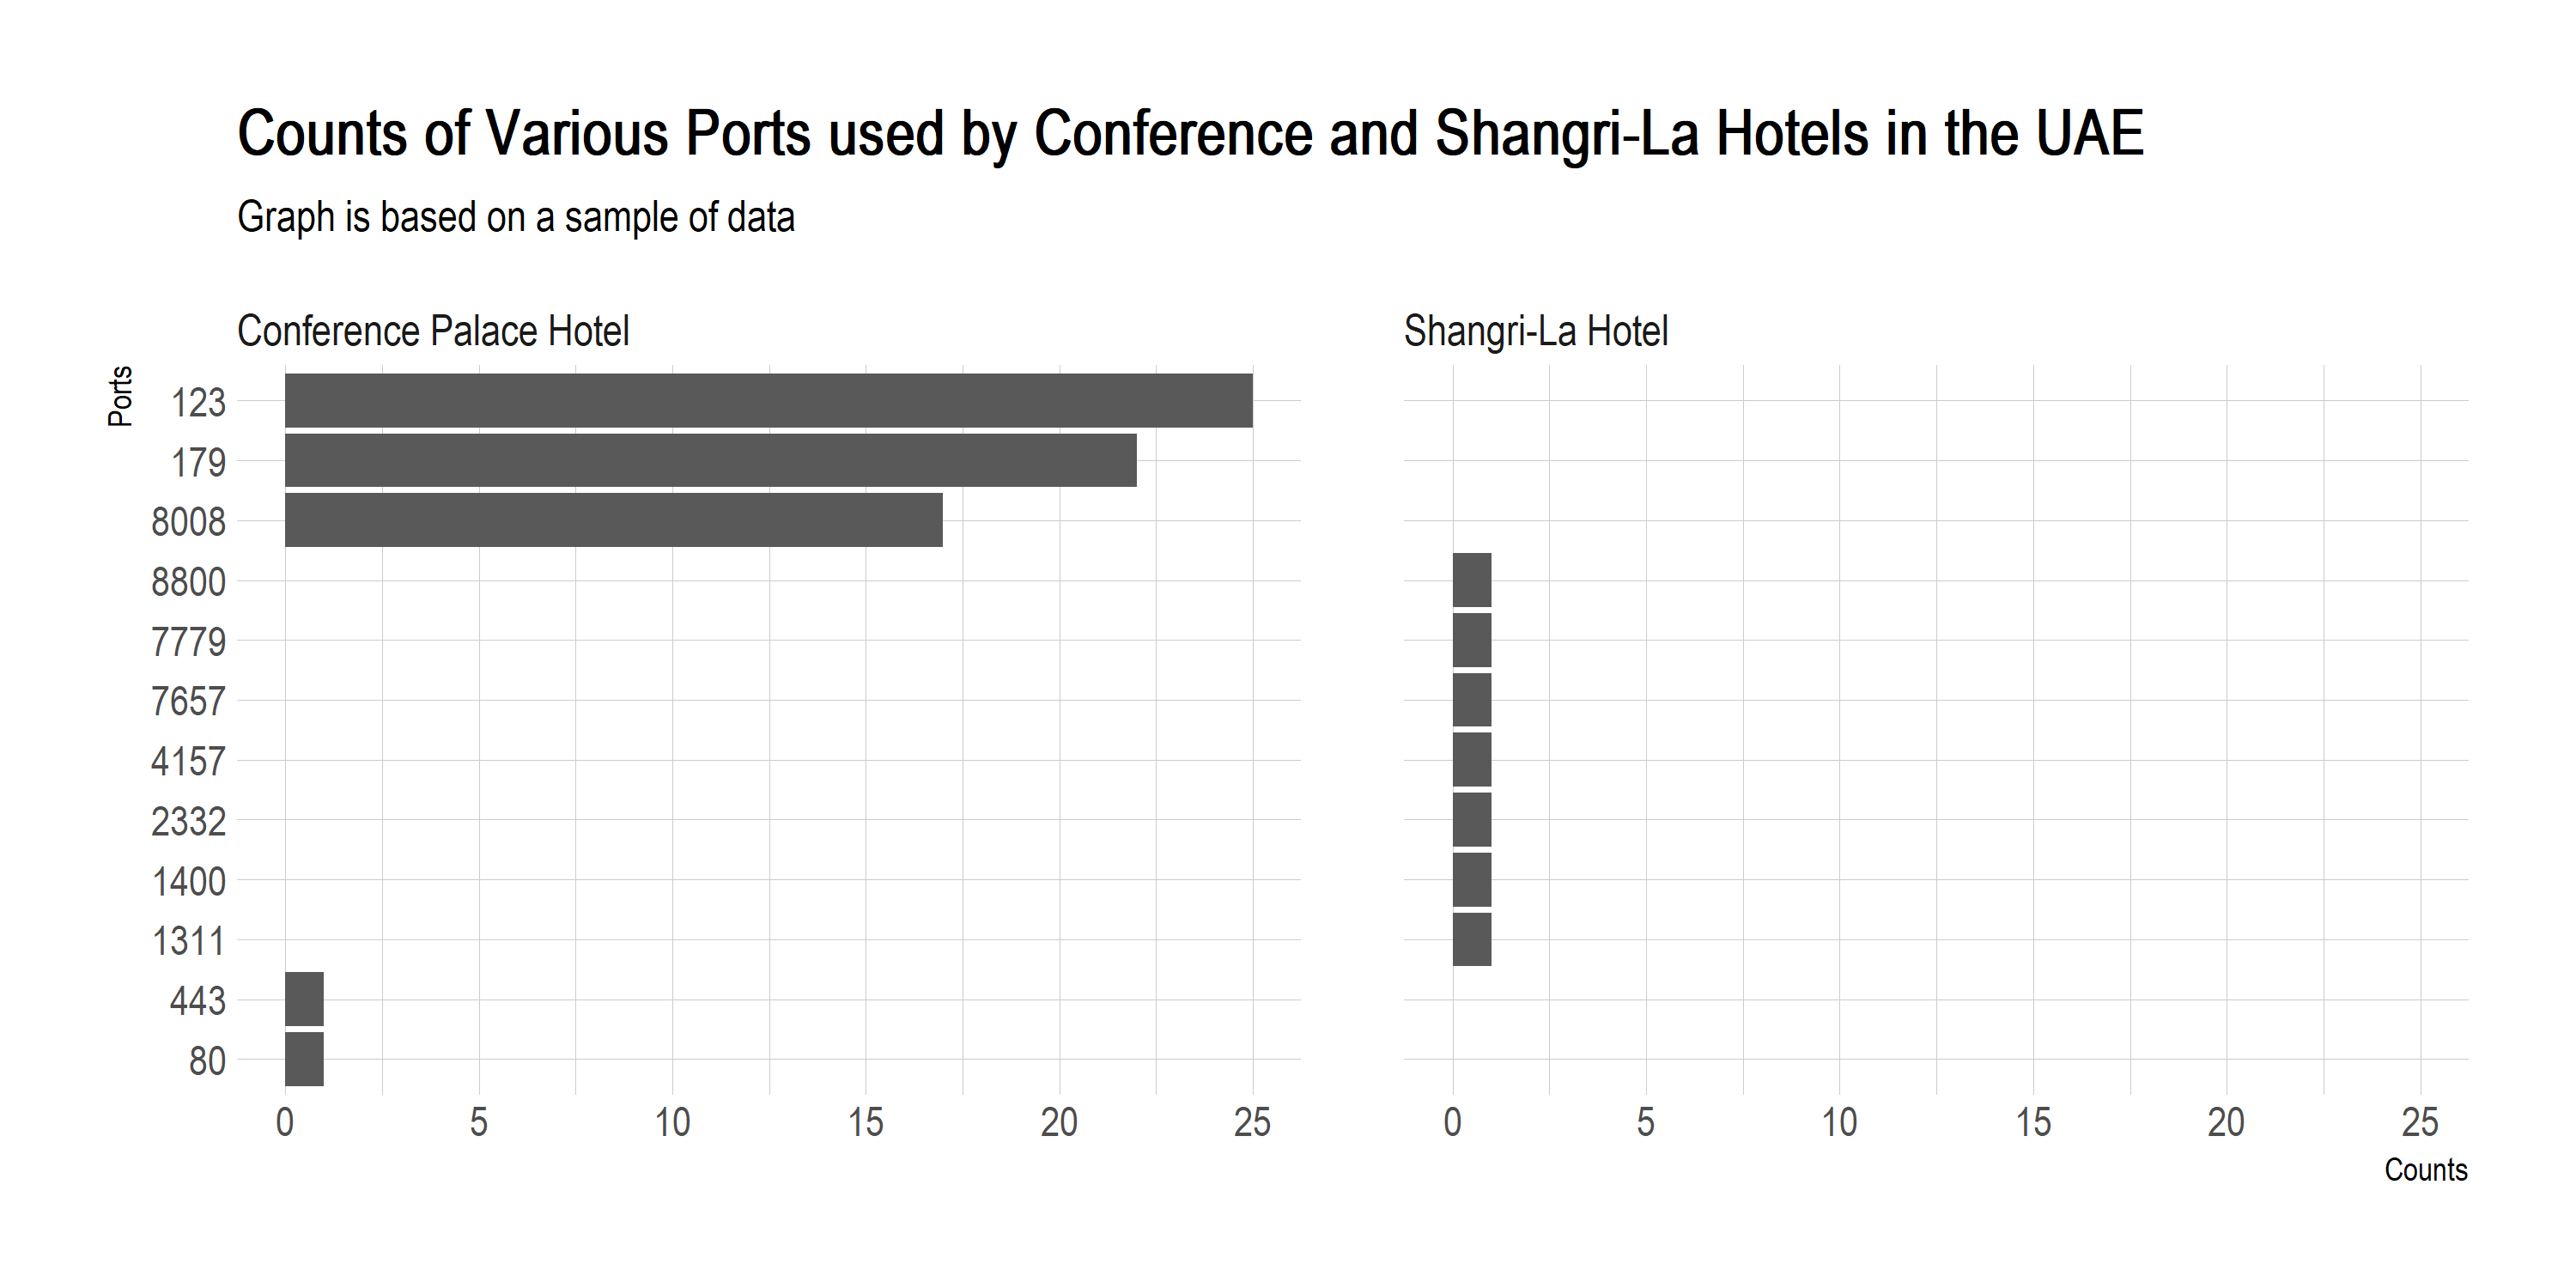 Counts of Various Ports used by Conference and Shangri-La Hotels in the UAE
Graph is based on a sample of data
Conference Palace Hotel
Shangri-La Hotel
Ports
123
179
8008
8800
7779
7657
4157
2332
1400
1311
443
80
0 5 10 15 20 25
0 5 10 15 20 25
Counts